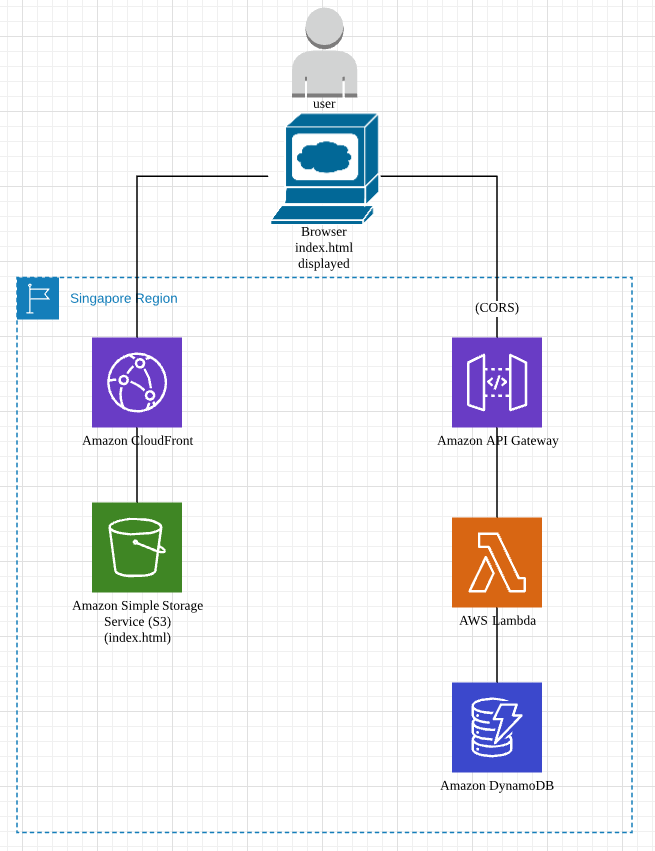 user
Browser
index.html
displayed
Singapore Region
(CORS)
Amazon CloudFront
Amazon API Gateway
</>
Amazon Simple Storage
Service (S3)
(index.html)
AWS Lambda
Amazon DynamoDB